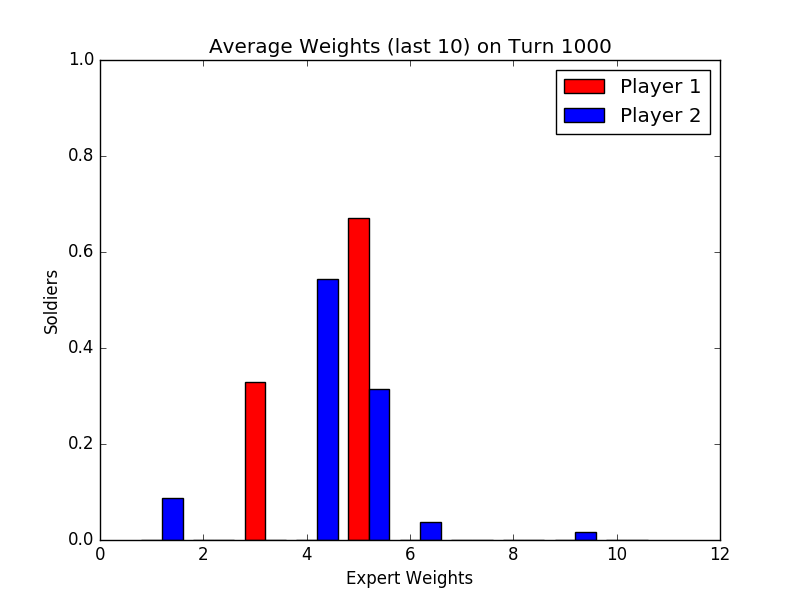 Average Weights (last 10) on Turn 1000
1.0
Player 1
Player 2
0.8
0.6
Soldiers
0.4
0.2
0.0
0 2 4 6 8 10 12
Expert Weights